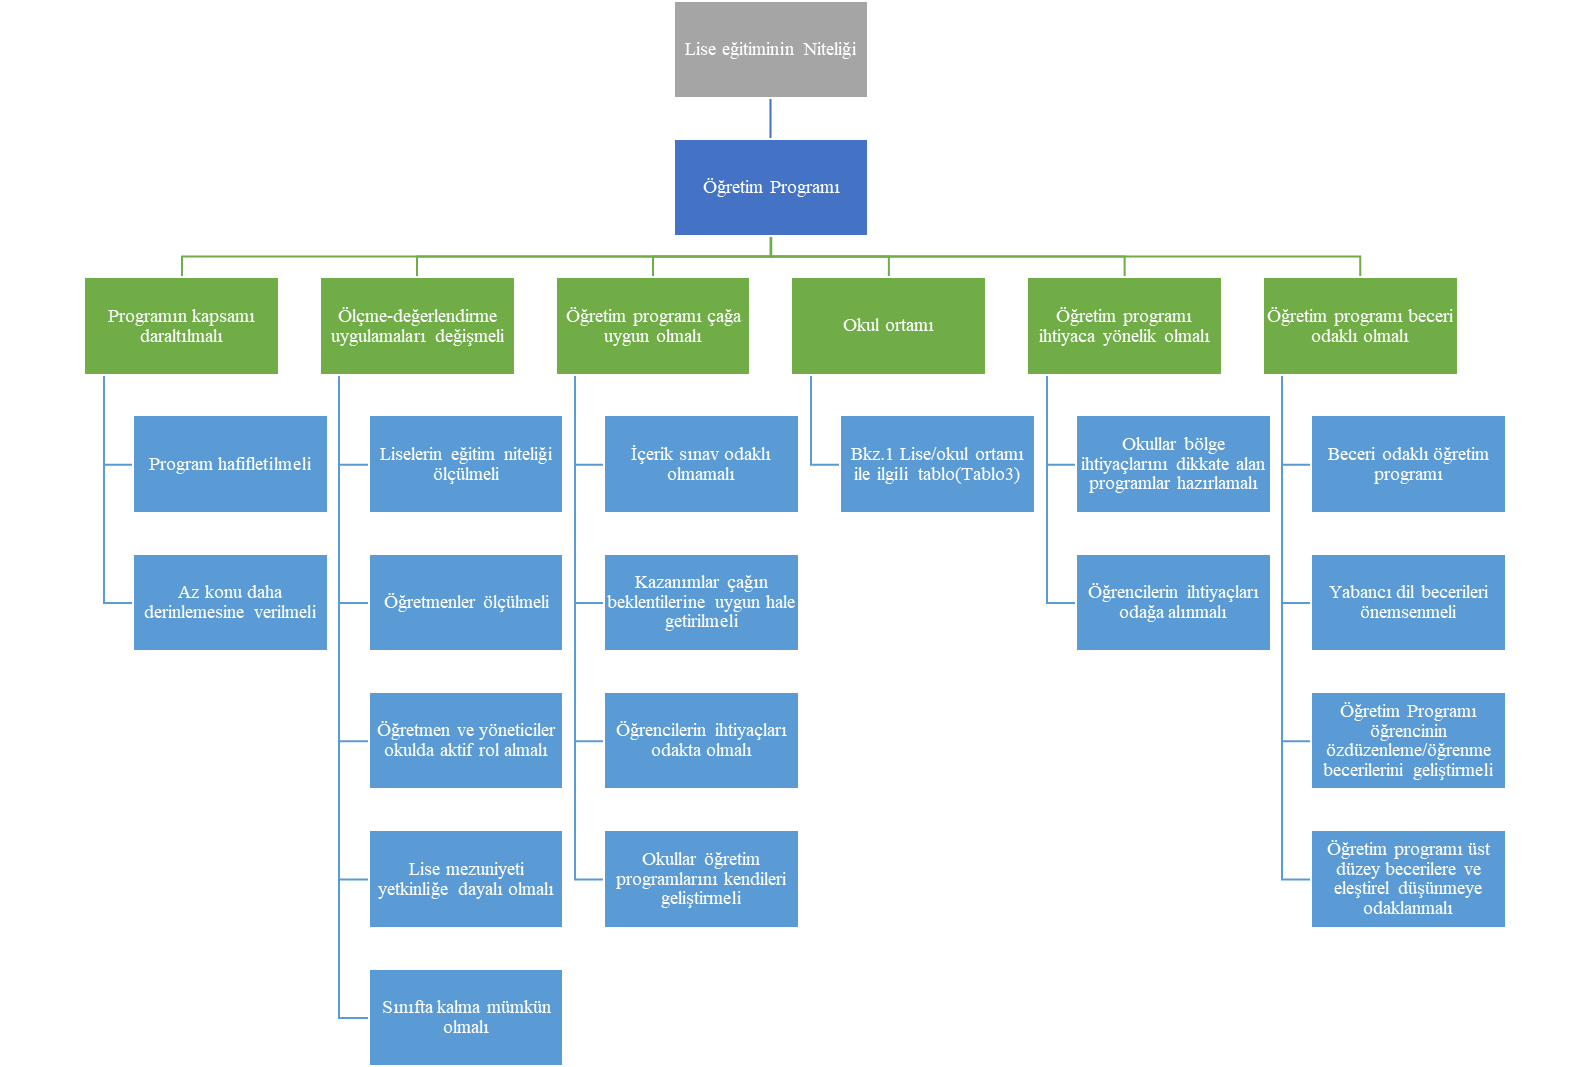 Lise eğitiminin Niteliği
Öğretim Programı
Programın kapsamı
daraltılmalı
Program hafifletilmeli
Az konu daha
derinlemesine verilmeli
Ölçme-değerlendirme
uygulamaları değişmeli
Liselerin eğitim niteliği
ölçülmeli
Öğretmenler ölçülmeli
Öğretmen ve yöneticiler
okulda aktif rol almalı
Lise mezuniyeti
yetkinliğe dayalı olmalı
Sınıfta kalma mümkün
olmalı
Öğretim programı çağa
uygun olmalı
İçerik sınav odaklı
olmamalı
Kazanımlar çağın
beklentilerine uygun hale
getirilmeli
Öğrencilerin ihtiyaçları
odakta olmalı
Okullar öğretim
programlarını kendileri
geliştirmeli
Okul ortamı
Bkz.1 Lise/okul ortamı
ile ilgili tablo(Tablo3)
Öğretim programı
ihtiyaca yönelik olmalı
Okullar bölge
ihtiyaçlarını dikkate alan
programlar hazırlamalı
Öğrencilerin ihtiyaçları
odağa alınmalı
Öğretim programı beceri
odaklı olmalı
Beceri odaklı öğretim
programı
Yabancı dil becerileri
önemsenmeli
Öğretim Programı
öğrencinin
özdüzenleme/öğrenme
becerilerini geliştirmeli
Öğretim programı üst
düzey becerilere ve
eleştirel düşünmeye
odaklanmalı